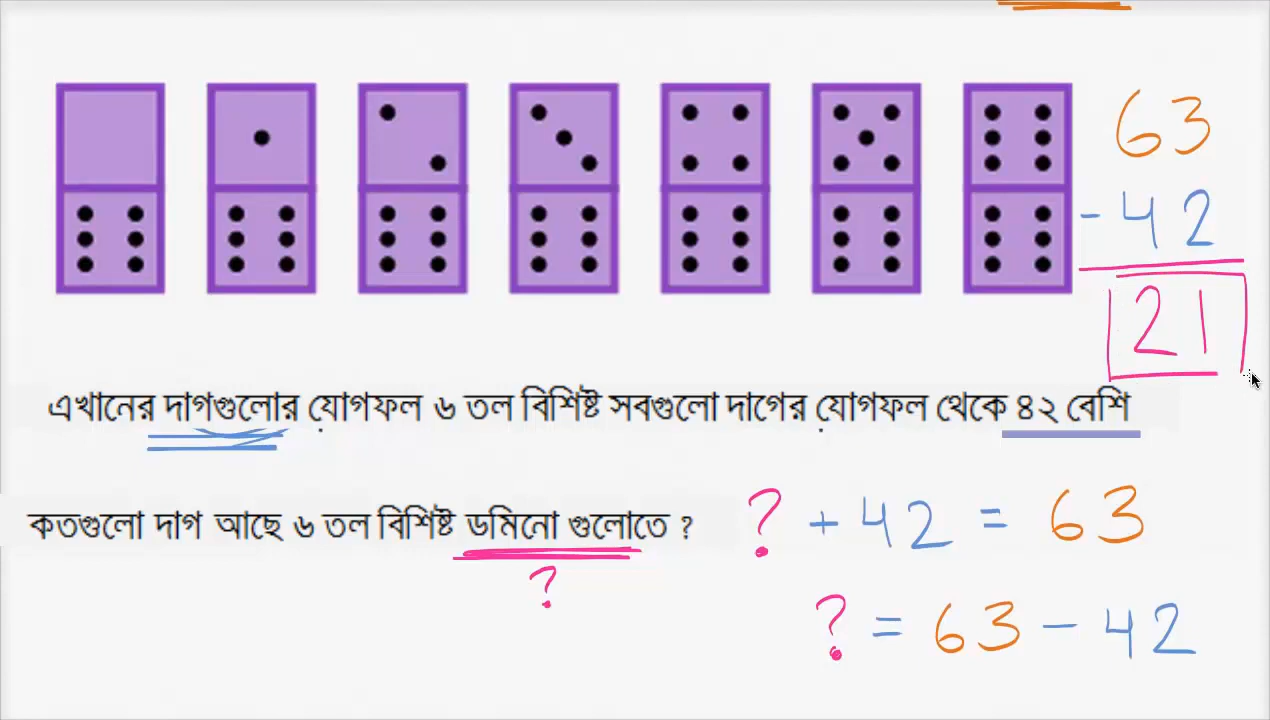 63
- 42
21
এখানের দাগগুলোর যোগফল ৬ তল বিশিষ্ট সবগুলো দাগের যোগফল থেকে ৪২ বেশি
কতগুলো দাগ আছে ৬ তল বিশিষ্ট ডমিনো গুলোতে ? ? + 42 = 63
?
? = 63 - 42